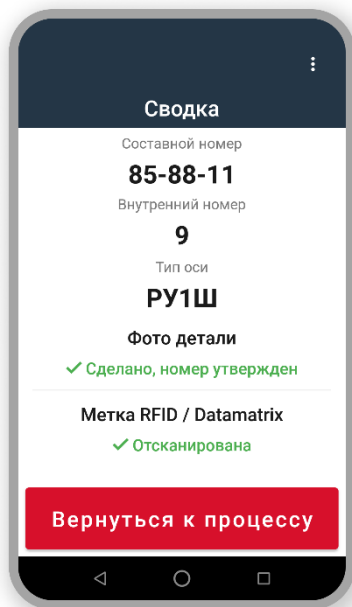 Сводка
Составной номер
85-88-11
Внутренний номер
9
Тип оси
РУ1Ш
Фото детали
Сделано, номер утвержден
Метка RFID / Datamatrix
Отсканирована
Вернуться к процессу